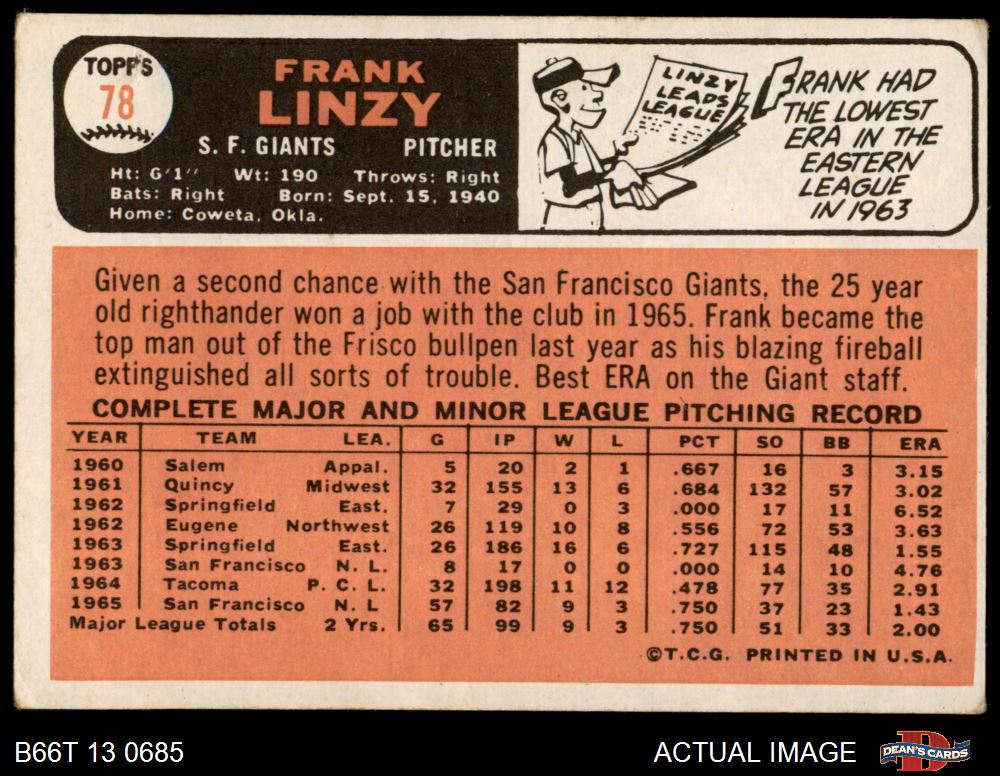 TOPPS
78
FRANK
LINZY
S. F. GIANTS PITCHER
Ht: 6'1" Wt: 190 Throws: Right
Bats: Right Born: Sept. 15, 1940
Home: Coweta, Okla.
LINZY
LEADS
LEAGUE
FRANK HAD
THE LOWEST
ERA IN THE
EASTERN
LEAGUE
IN 1963
Given a second chance with the San Francisco Giants, the 25 year
old righthander won a job with the club in 1965. Frank became the
top man out of the Frisco bullpen last year as his blazing fireball
extinguished all sorts of trouble. Best ERA on the Giant staff.
COMPLETE MAJOR AND MINOR LEAGUE PITCHING RECORD
YEAR TEAM LEA. G IP W L PCT SO BB ERA
1960 Salem Appal. 5 20 2 1 .667 16 3 3.15
1961 Quincy Midwest 32 155 13 6 .684 132 57 3.02
1962 Springfield East. 7 29 0 3 .000 17 11 6.52
1962 Eugene Northwest 26 119 10 8 .556 72 53 3.63
1963 Springfield East. 26 186 16 6 .727 115 48 1.55
1963 San Francisco N. L. 8 17 0 0 .000 14 10 4.76
1964 Tacoma P. C. L. 32 198 11 12 .478 77 35 2.91
1965 San Francisco N. L 57 82 9 3 .750 37 23 1.43
Major League Totals 2 Yrs. 65 99 9 3 .750 51 33 2.00
©T.C.G. PRINTED IN U.S.A.
B66T 13 0685 ACTUAL IMAGE
DEAN'S CARDS